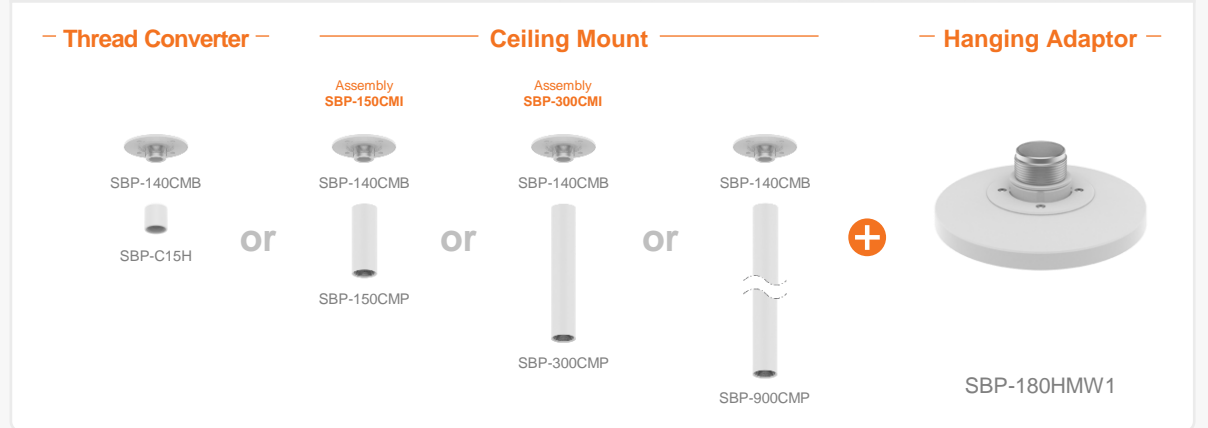 Thread Converter
Ceiling Mount
Hanging Adaptor
Assembly
SBP-150CMI
Assembly
SBP-300CMI
SBP-140CMB
SBP-140CMB
SBP-140CMB
SBP-140CMB
SBP-C15H
or
or
or
SBP-150CMP
SBP-300CMP
SBP-900CMP
SBP-180HMW1